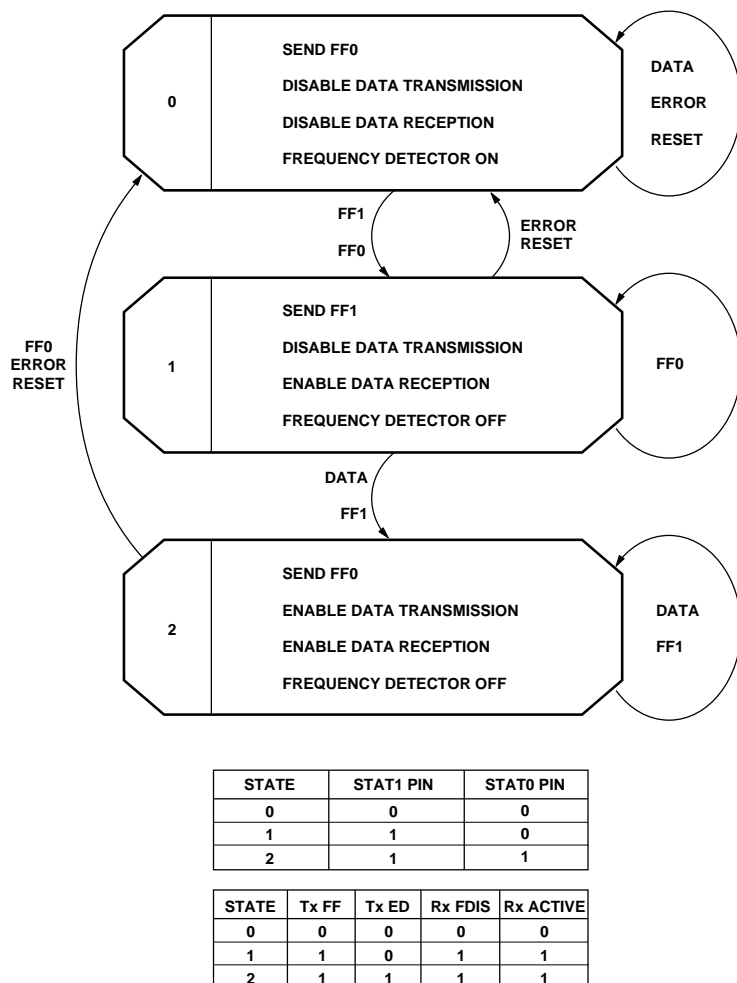 0
SEND FF0
DISABLE DATA TRANSMISSION
DISABLE DATA RECEPTION
FREQUENCY DETECTOR ON
DATA
ERROR
RESET
FF1
FF0
ERROR
RESET
FF0
ERROR
RESET
1
SEND FF1
DISABLE DATA TRANSMISSION
ENABLE DATA RECEPTION
FREQUENCY DETECTOR OFF
FF0
DATA
FF1
2
SEND FF0
ENABLE DATA TRANSMISSION
ENABLE DATA RECEPTION
FREQUENCY DETECTOR OFF
DATA
FF1
STATE STAT1 PIN STAT0 PIN
0 0 0
1 1 0
2 1 1
STATE Tx FF Tx ED Rx FDIS Rx ACTIVE
0 0 0 0 0
1 1 0 1 1
2 1 1 1 1